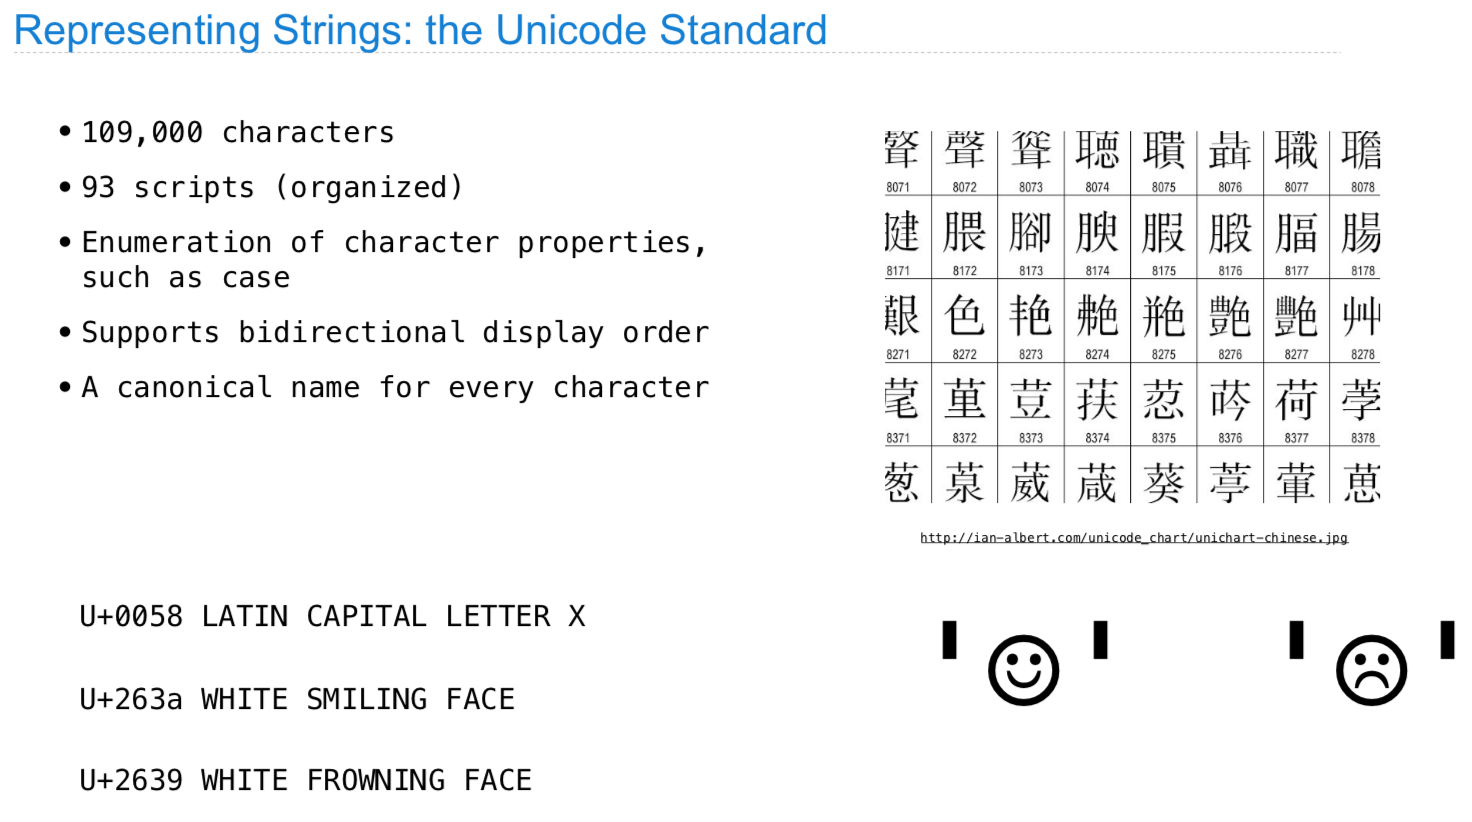 Representing Strings: the Unicode Standard
• 109,000 characters
• 93 scripts (organized)
• Enumeration of character properties,
such as case
• Supports bidirectional display order
• A canonical name for every character
聱 聲 聳 聴 聵 聶 職 聸
8071 8072 8073 8074 8075 8076 8077 8078
腱 腲 腳 腴 腵 腶 腷 腸
8171 8172 8173 8174 8175 8176 8177 8178
艱 色 艳 艴 艵 艶 艷 艸
8271 8272 8273 8274 8275 8276 8277 8278
荱 荲 荳 荴 荵 荶 荷 荸
8371 8372 8373 8374 8375 8376 8377 8378
葱 葲 葳 葴 葵 葶 葷 葸
http://ian-albert.com/unicode_chart/unichart-chinese.jpg
U+0058 LATIN CAPITAL LETTER X
U+263a WHITE SMILING FACE
U+2639 WHITE FROWNING FACE
'☺' '☹'